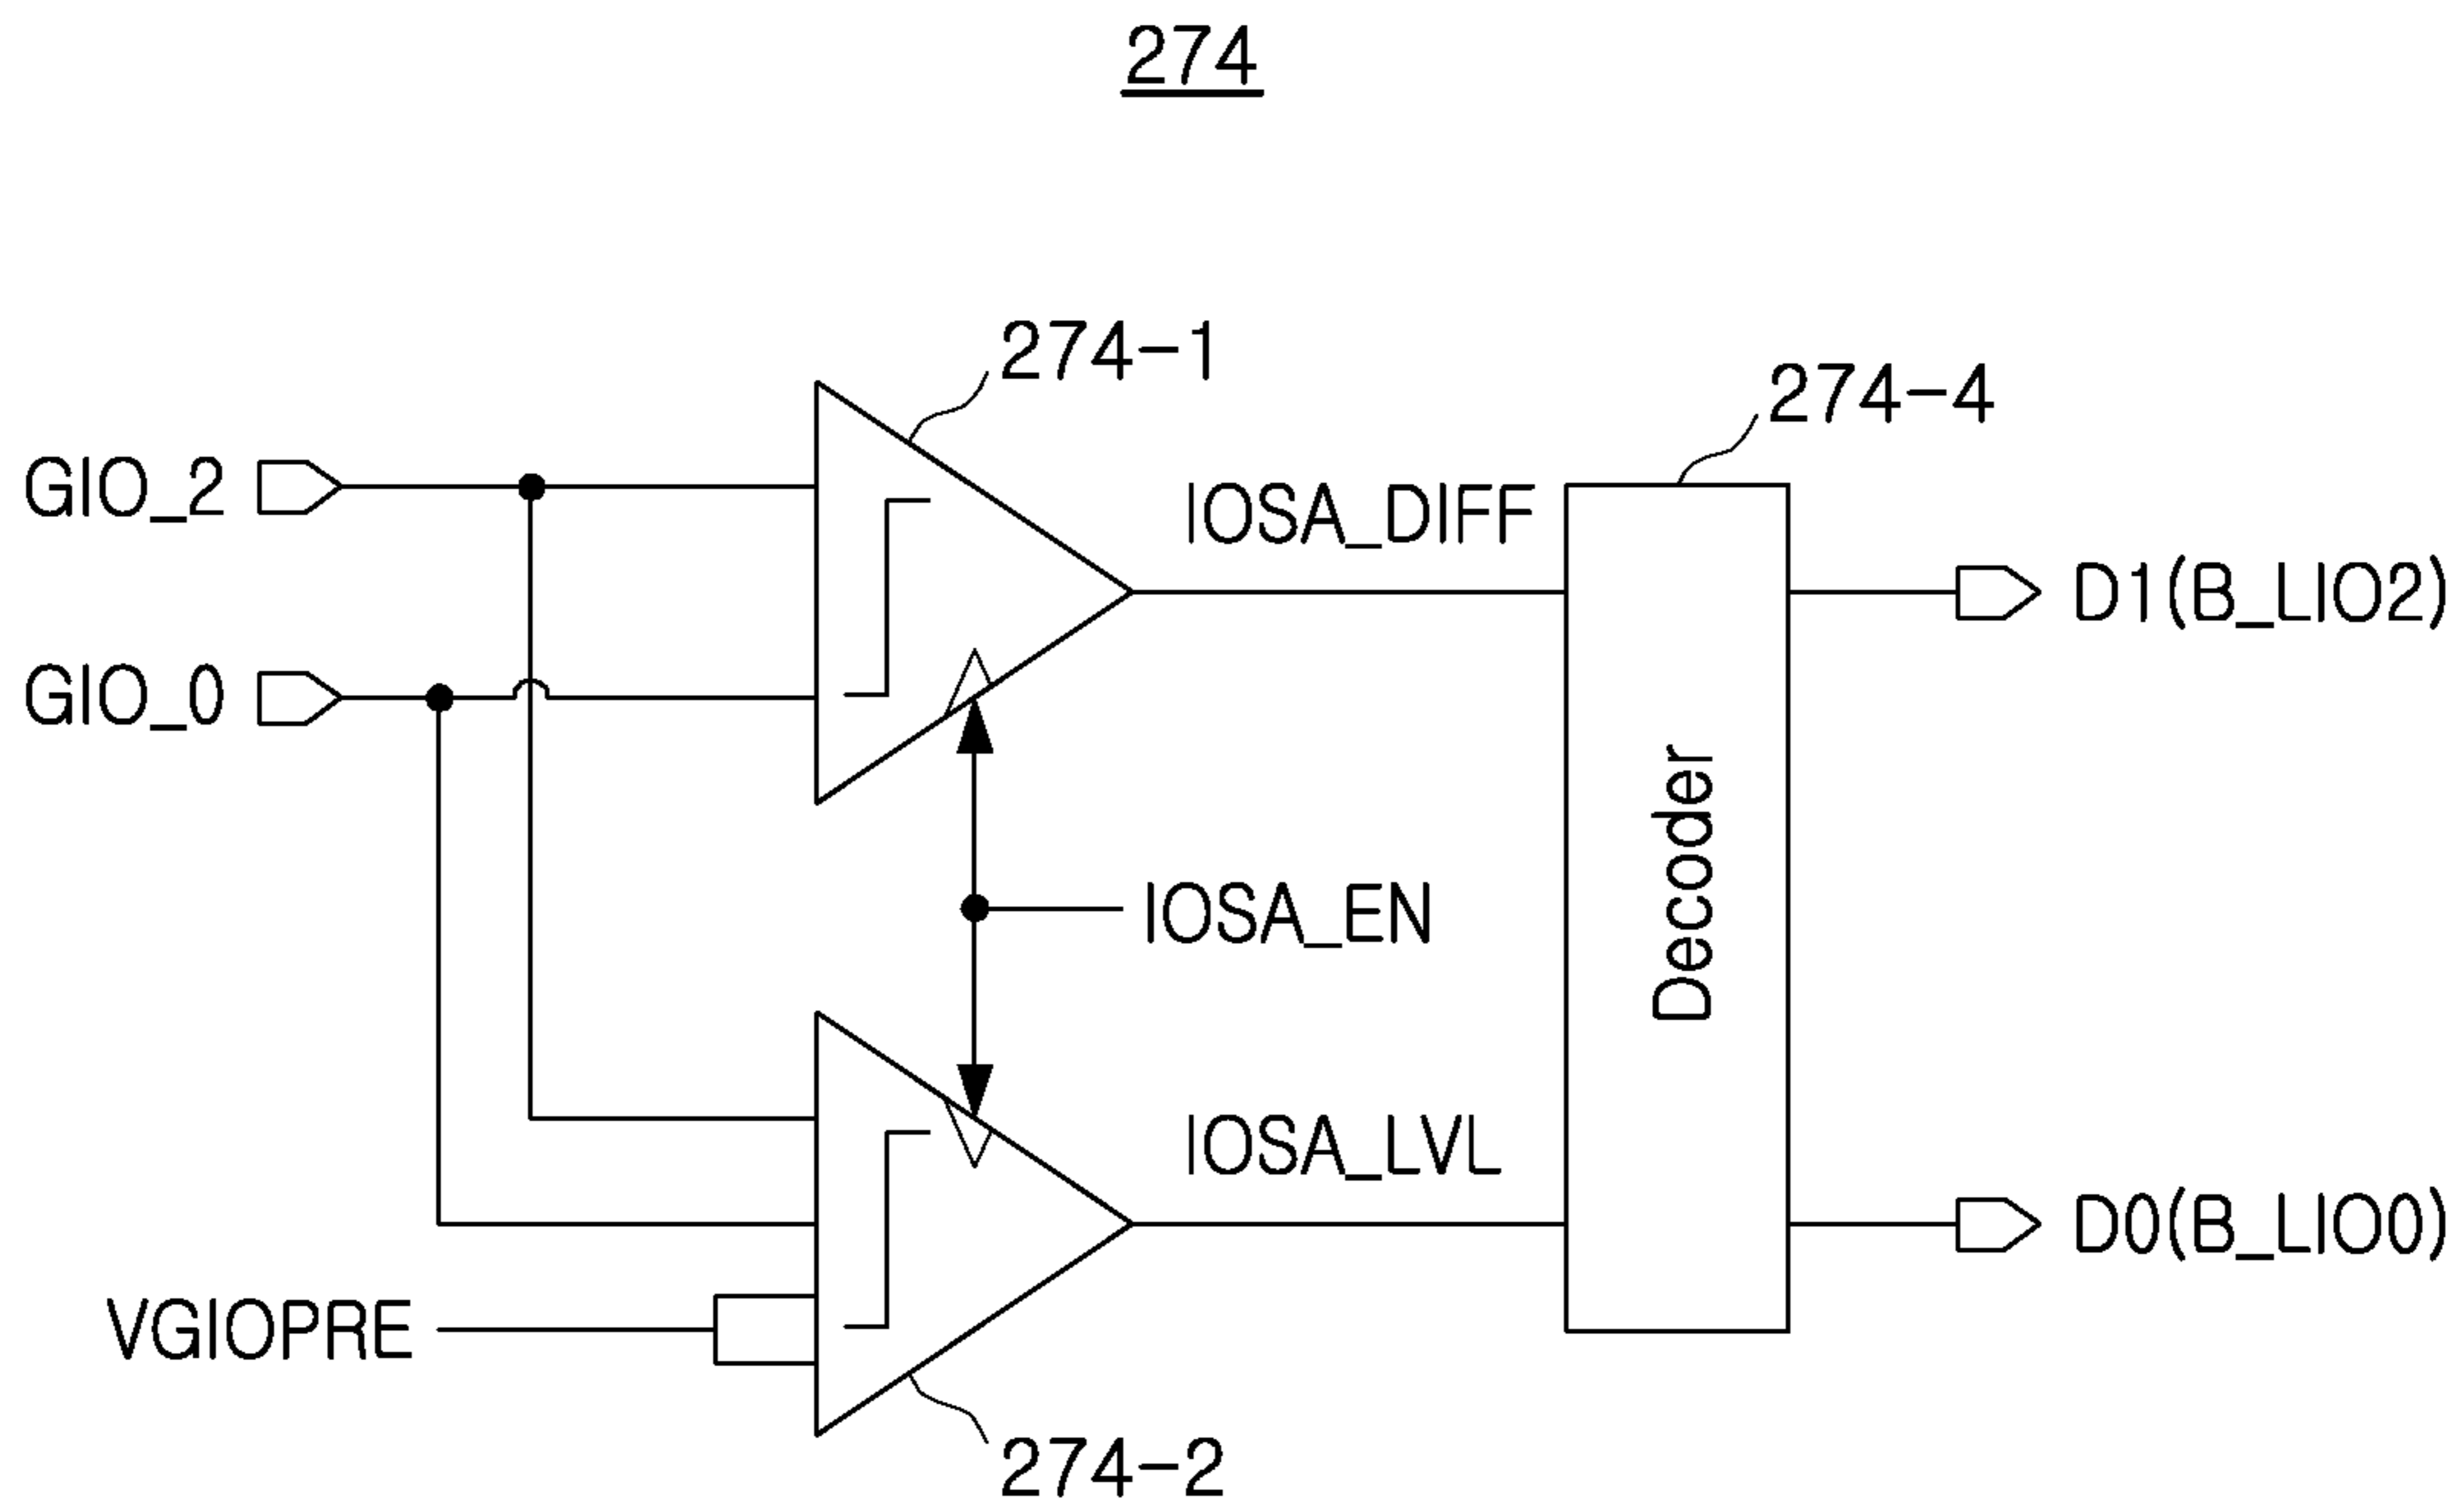 274
274-1
274-4
GIO_2
IOSA_DIFF
D1(B_LIO2)
GIO_0
Decoder
IOSA_EN
IOSA_LVL
D0(B_LIO0)
VGIOPRE
274-2